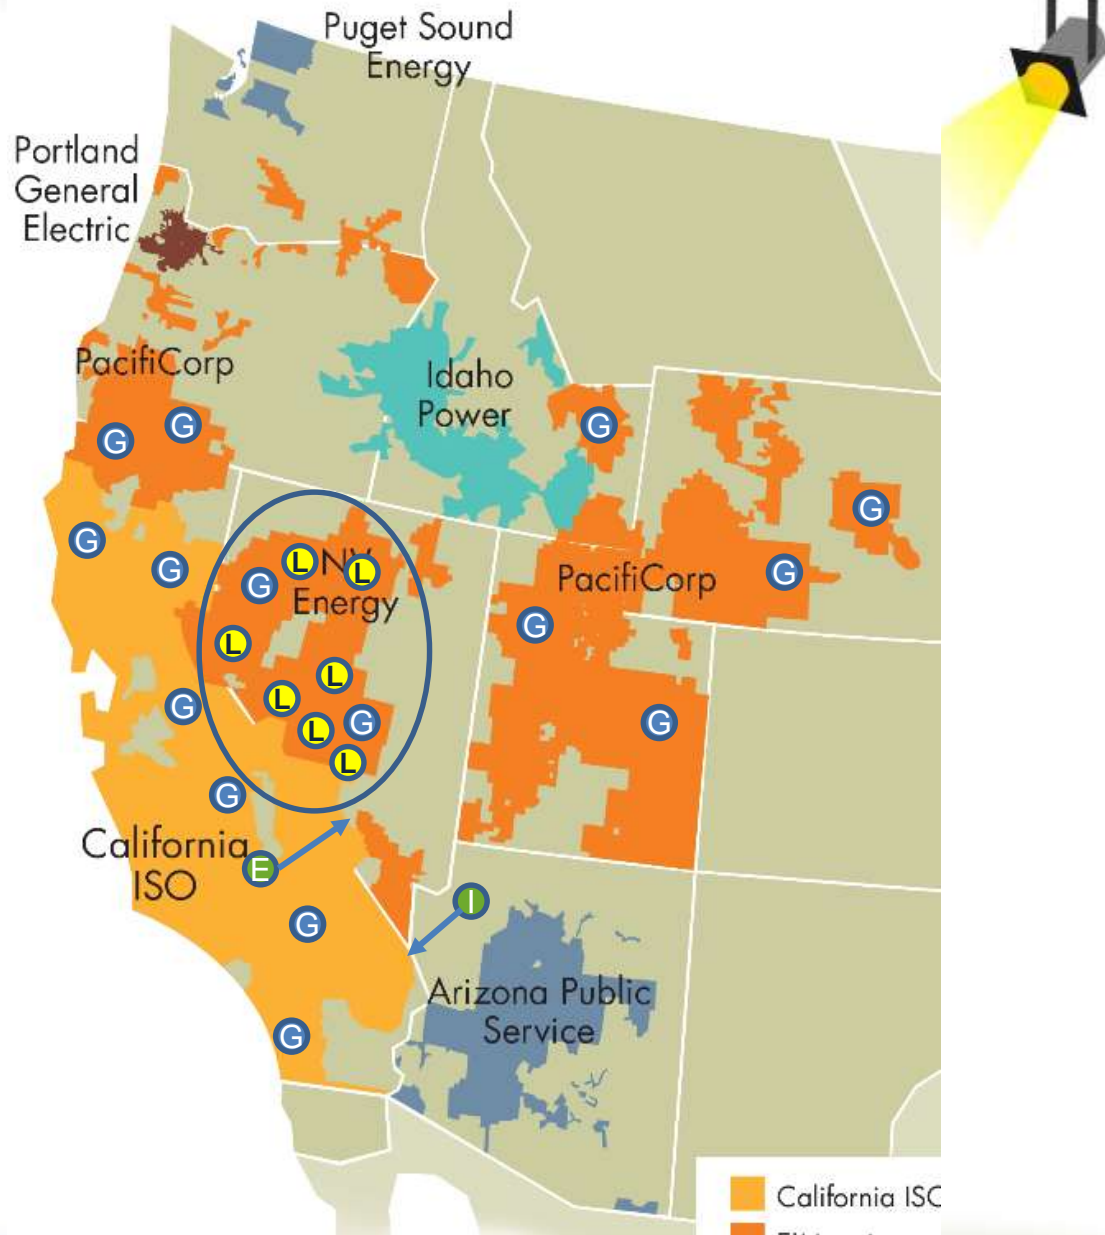 Puget Sound
Energy
Portland
General
Electric
PacifiCorp
Idaho
Power
G
G
G
G
G
G
L
NV
L
G
Energy
PacifiCorp
G
G
L
L
L
G
L
G
G
L
G
California
ISO
E
I
G
Arizona Public
Service
G
California ISO